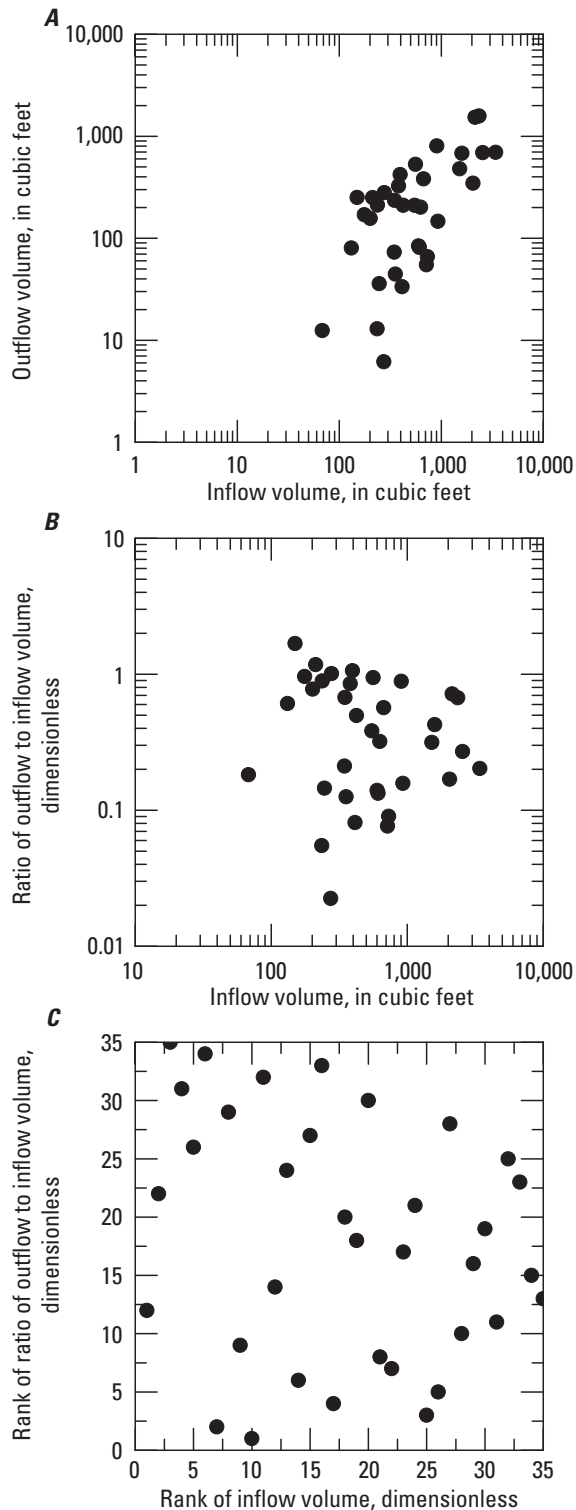 A
10,000
1,000
100
10
1
Outflow volume, in cubic feet
1 10 100 1,000 10,000
Inflow volume, in cubic feet
B
10
1
0.1
0.01
Ratio of outflow to inflow volume,
dimensionless
10 100 1,000 10,000
Inflow volume, in cubic feet
C
35
30
25
20
15
10
5
0
Rank of ratio of outflow to inflow volume,
dimensionless
0 5 10 15 20 25 30 35
Rank of inflow volume, dimensionless